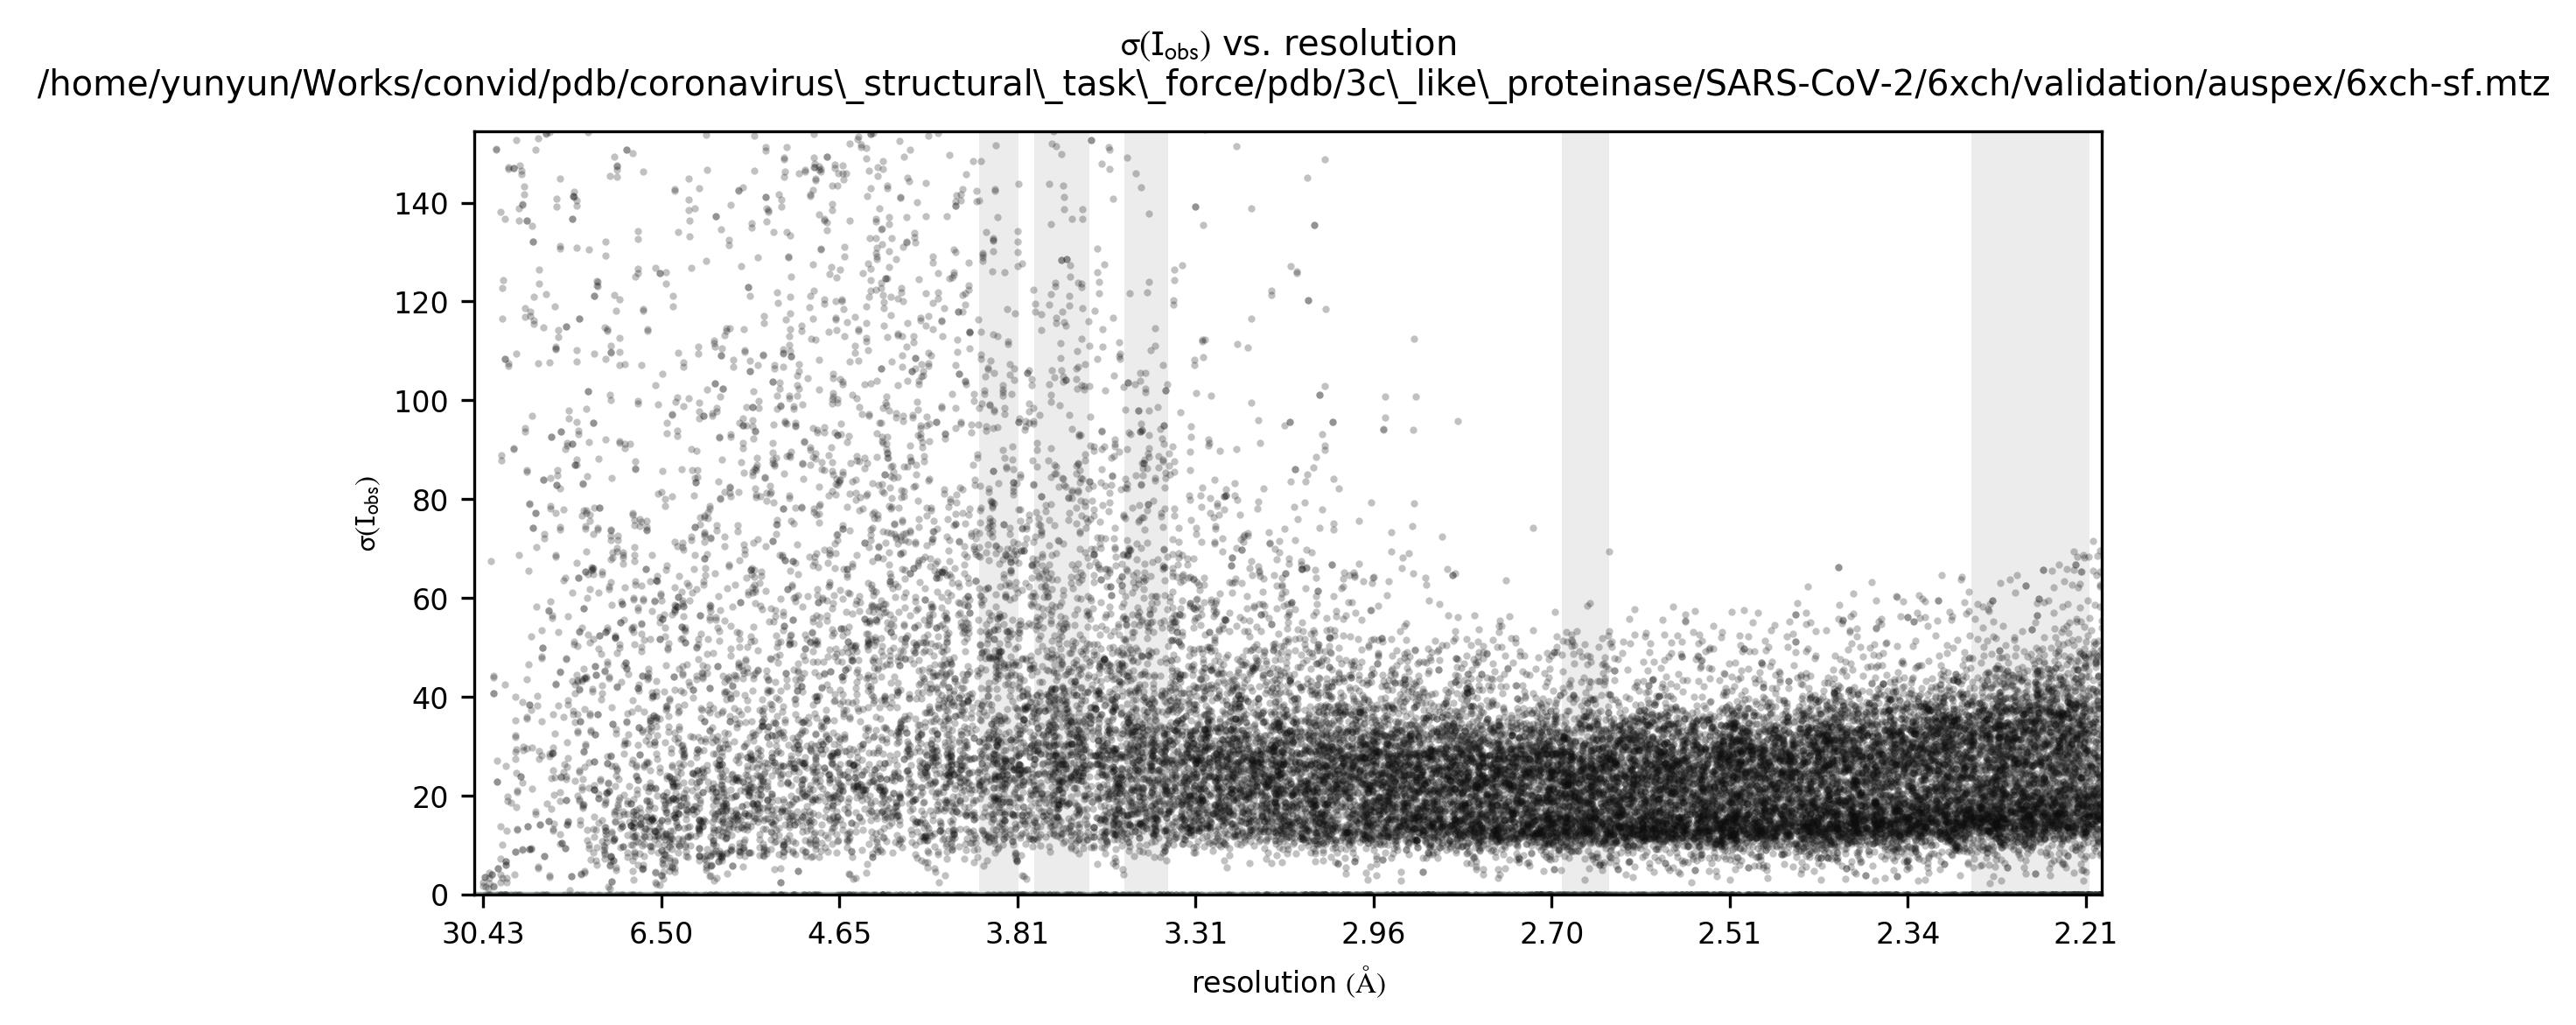 σ(I_obs) vs. resolution
/home/yunyun/Works/convid/pdb/coronavirus\_structural\_task\_force/pdb/3c\_like\_proteinase/SARS-CoV-2/6xch/validation/auspex/6xch-sf.mtz
140
120
100
80
60
40
20
0
σ(I_obs)
30.43 6.50 4.65 3.81 3.31 2.96 2.70 2.51 2.34 2.21
resolution (Å)